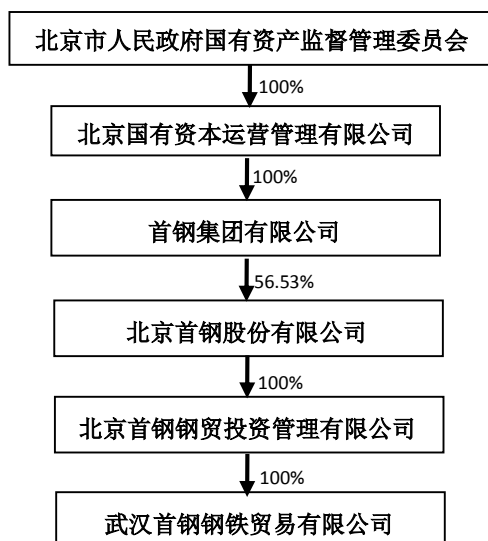 北京市人民政府国有资产监督管理委员会
100%
北京国有资本运营管理有限公司
100%
首钢集团有限公司
56.53%
北京首钢股份有限公司
100%
北京首钢钢贸投资管理有限公司
100%
武汉首钢钢铁贸易有限公司